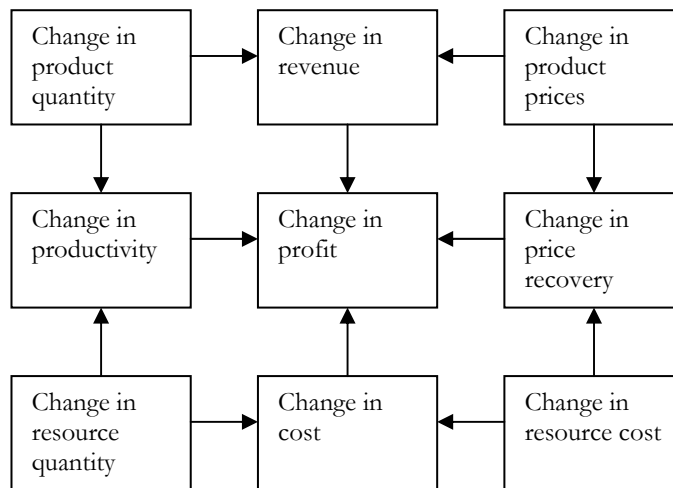 Change in
product
quantity
Change in
revenue
Change in
product
prices
Change in
productivity
Change in
profit
Change in
price
recovery
Change in
resource
quantity
Change in
cost
Change in
resource cost